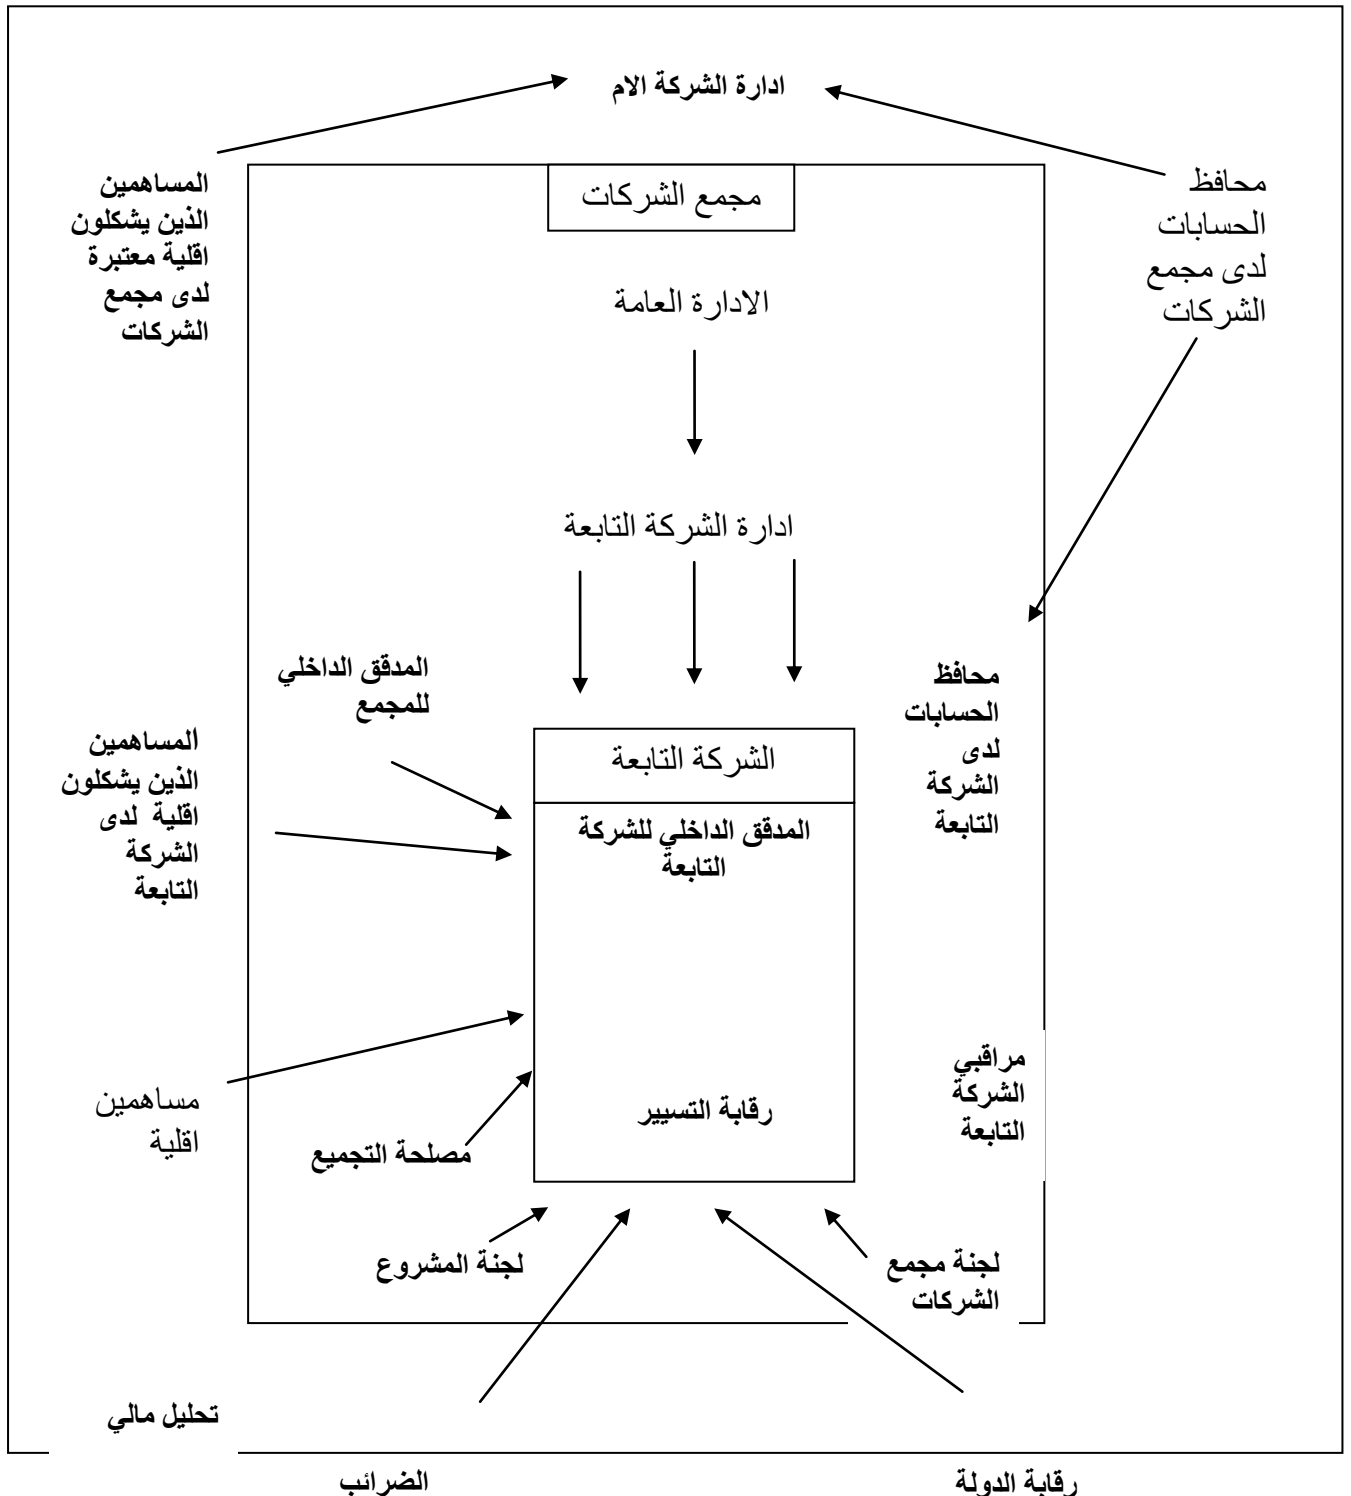 ادارة الشركة الام
محافظ
الحسابات
لدى مجمع
الشركات
المساهمين
الذين يشكلون
اقلية معتبرة
لدى مجمع
الشركات
مجمع الشركات
الادارة العامة
ادارة الشركة التابعة
محافظ
الحسابات
لدى
الشركة
التابعة
المدقق الداخلي
للمجمع
المساهمين
الذين يشكلون
اقلية لدى
الشركة
التابعة
الشركة التابعة
المدقق الداخلي للشركة
التابعة
مراقبي
الشركة
التابعة
رقابة التسيير
مساهمين
اقلية
مصلحة التجميع
لجنة مجمع
الشركات
لجنة المشروع
تحليل مالي
رقابة الدولة
الضرائب